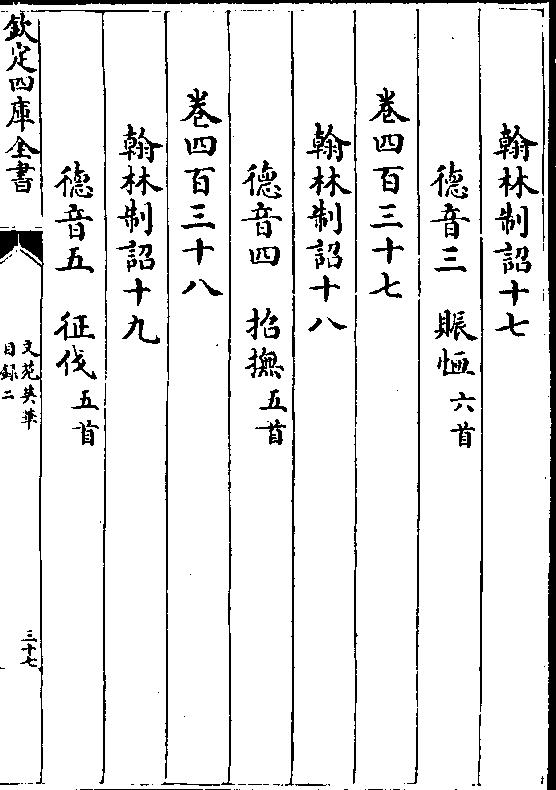 翰林制詔十七
德音三　賑恤六首
卷四百三十七
翰林制詔十八
德音四　招撫五首
卷四百三十八
翰林制詔十九
德音五　征伐五首
欽定四庫全書
文苑英華
目録二
三十七